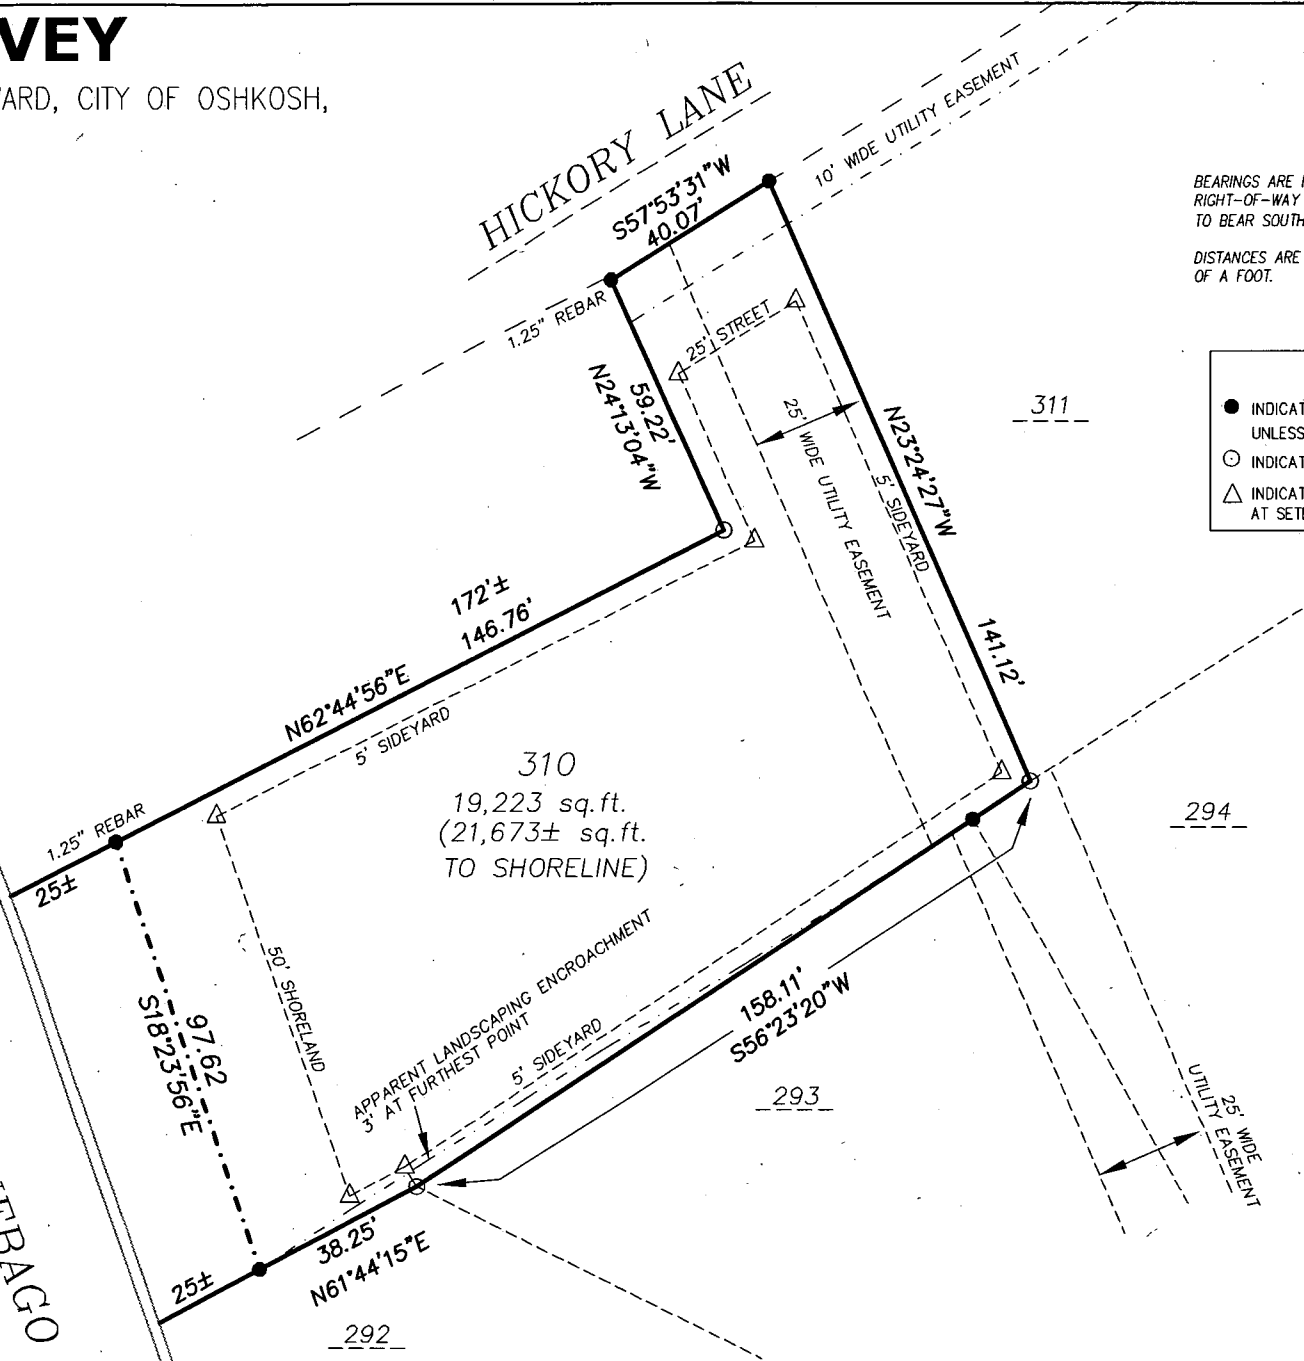 VEY
ARD, CITY OF OSHKOSH,
HICKORY LANE
S57°53'31"W
40.07'
10' WIDE UTILITY EASEMENT
BEARINGS ARE
RIGHT-OF-WAY
TO BEAR SOUTH
DISTANCES ARE
OF A FOOT.
1.25" REBAR
25' STREET
59.22'
N24°13'04"W
25' WIDE UTILITY EASEMENT
N23°24'27"W
141.12'
5' SIDEYARD
311
INDICAT
UNLESS
INDICAT
INDICAT
AT SET
172'±
146.76'
N62°44'56"E
5' SIDEYARD
310
19,223 sq.ft.
(21,673± sq.ft.
TO SHORELINE)
294
1.25" REBAR
25±
50' SHORELAND
97.62
S18°23'56"E
APPARENT LANDSCAPING ENCROACHMENT
3' AT FURTHEST POINT
5' SIDEYARD
158.11'
S56°23'20"W
293
25' WIDE
UTILITY EASEMENT
38.25'
N61°44'15"E
25±
EBAGO
292